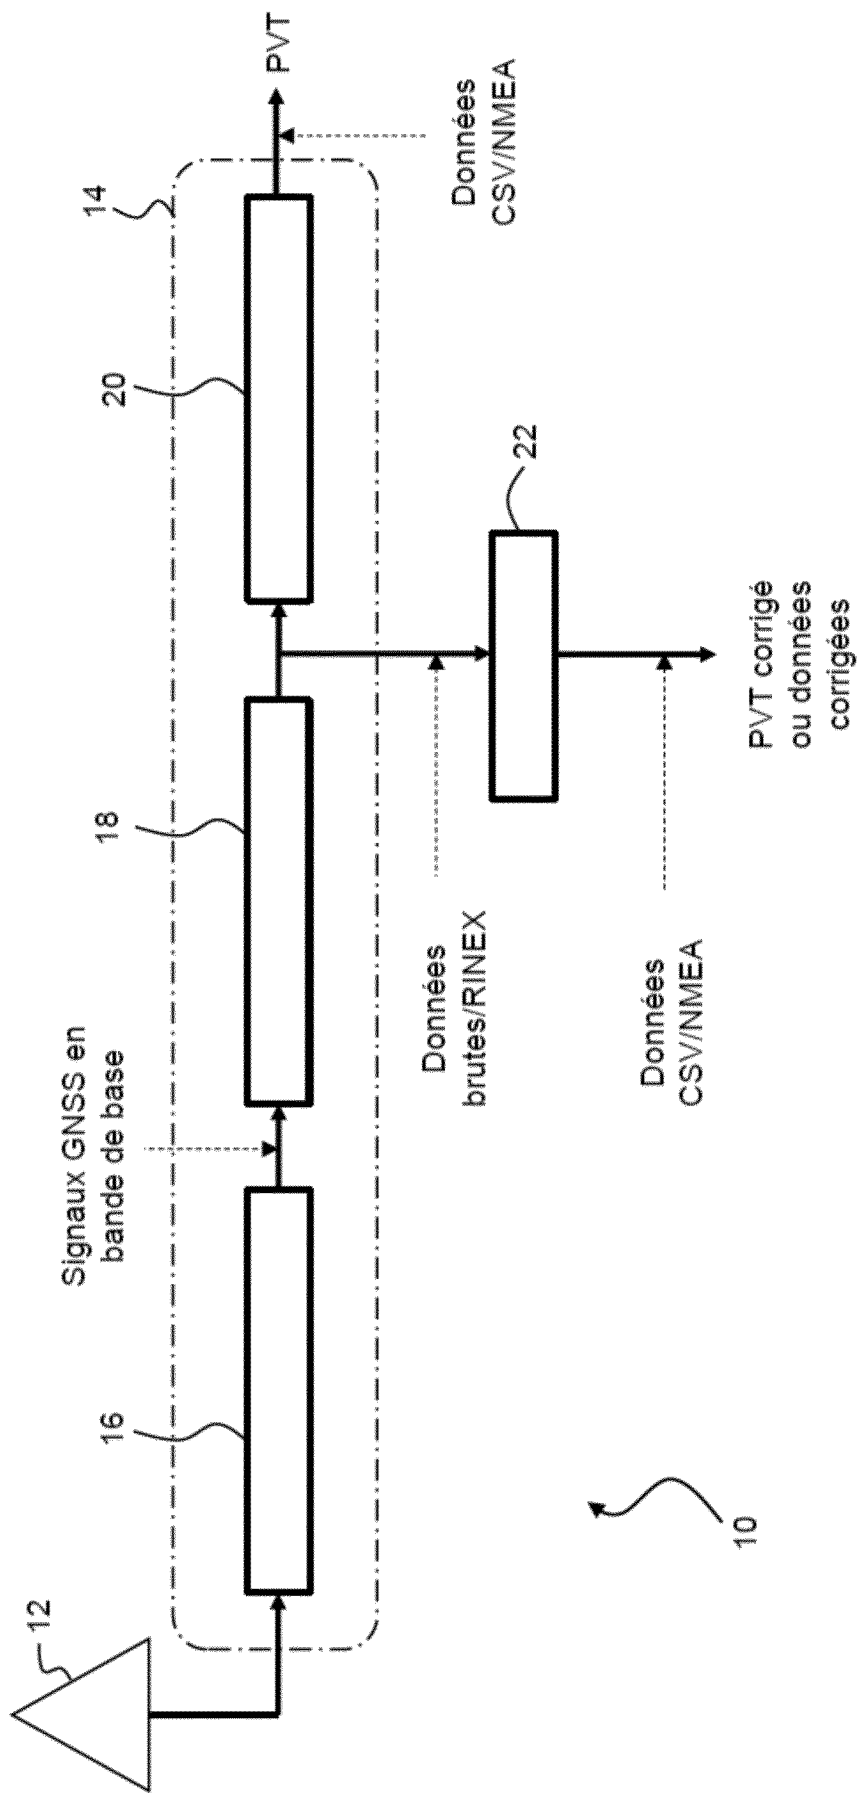 12
16
Signaux GNSS en
bande de base
18
20
14
PVT
Données
CSV/NMEA
22
Données
brutes/RINEX
Données
CSV/NMEA
PVT corrigé
ou données
corrigées
10